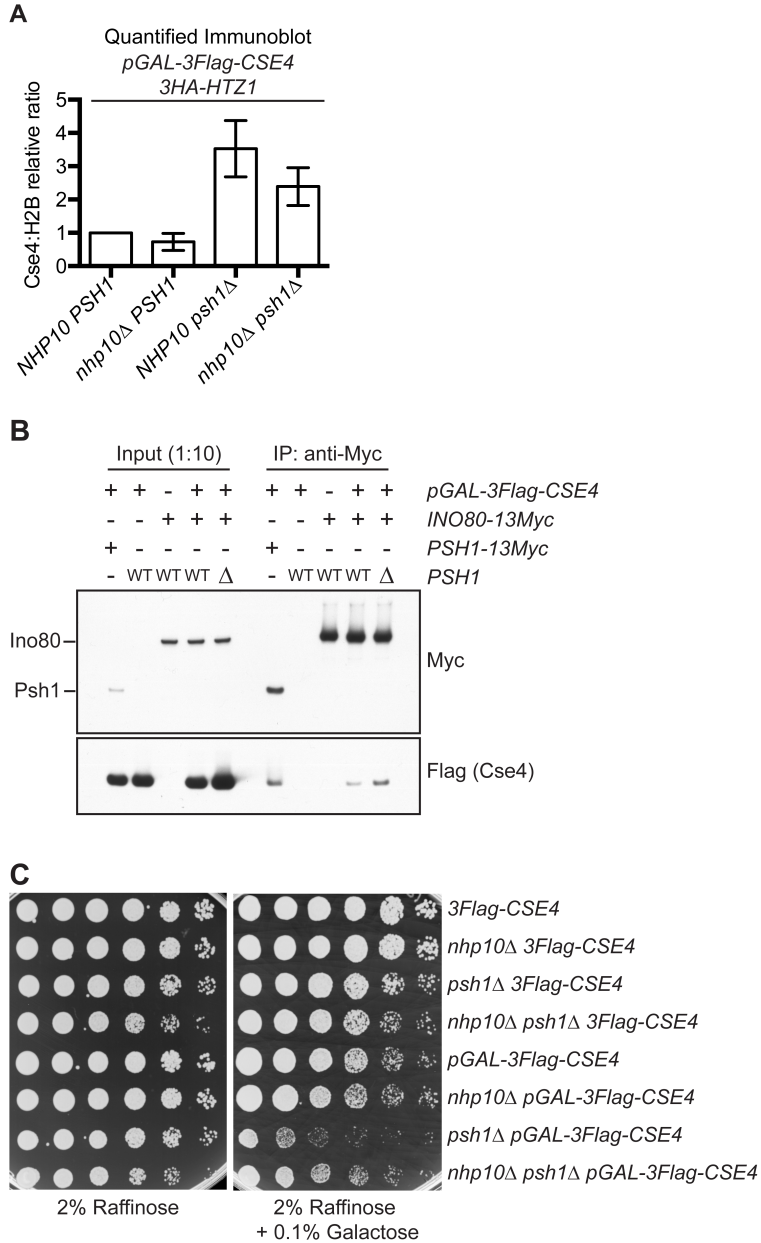 A
Quantified Immunoblot
pGAL-3Flag-CSE4
3HA-HTZ1
Cse4:H2B relative ratio
5
4
3
2
1
0
NHP10 PSH1
nhp10Δ PSH1
NHP10 psh1Δ
nhp10Δ psh1Δ
B
Input (1:10) IP: anti-Myc
+ + - + + + + - + + pGAL-3Flag-CSE4
- - + + + - - + + + INO80-13Myc
+ - - - - + - - - - PSH1-13Myc
- WT WT WT Δ - WT WT WT Δ PSH1
Ino80
Myc
Psh1
Flag (Cse4)
C
3Flag-CSE4
nhp10Δ 3Flag-CSE4
psh1Δ 3Flag-CSE4
nhp10Δ psh1Δ 3Flag-CSE4
pGAL-3Flag-CSE4
nhp10Δ pGAL-3Flag-CSE4
psh1Δ pGAL-3Flag-CSE4
nhp10Δ psh1Δ pGAL-3Flag-CSE4
2% Raffinose 2% Raffinose
+ 0.1% Galactose